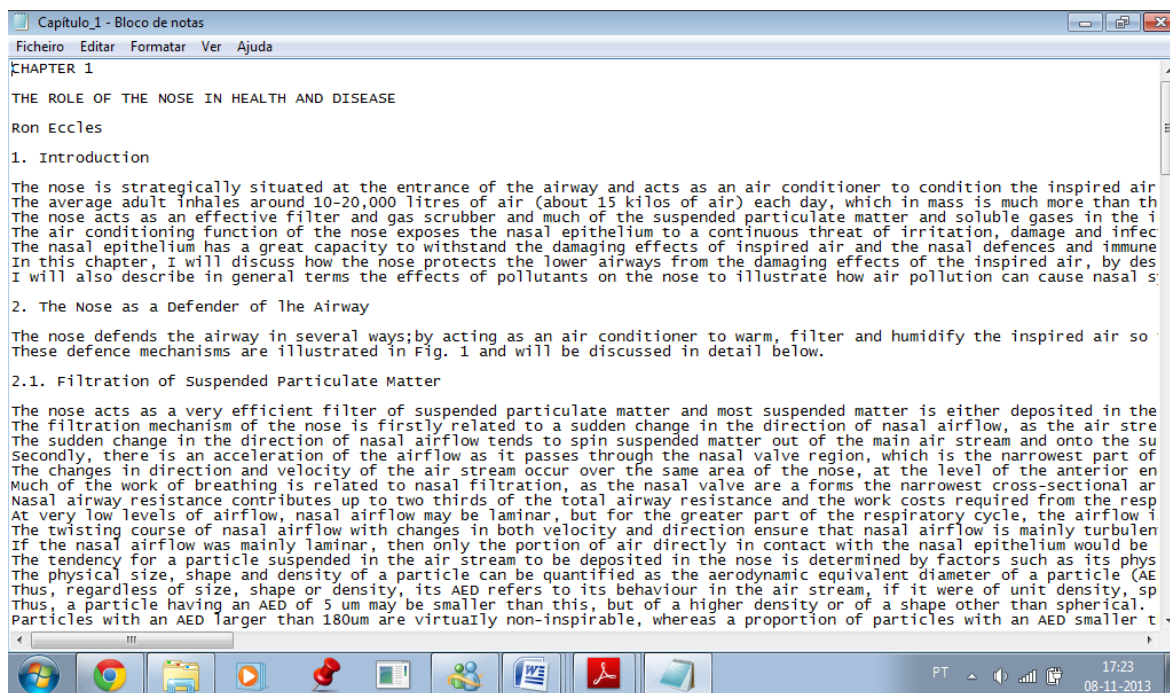 Capítulo_1 - Bloco de notas
Ficheiro Editar Formatar Ver Ajuda
CHAPTER 1
THE ROLE OF THE NOSE IN HEALTH AND DISEASE
Ron Eccles
1. Introduction
The nose is strategically situated at the entrance of the airway and acts as an air conditioner to condition the inspired air
The average adult inhales around 10-20,000 litres of air (about 15 kilos of air) each day, which in mass is much more than th
The nose acts as an effective filter and gas scrubber and much of the suspended particulate matter and soluble gases in the i
The air conditioning function of the nose exposes the nasal epithelium to a continuous threat of irritation, damage and infec
The nasal epithelium has a great capacity to withstand the damaging effects of inspired air and the nasal defences and immune
In this chapter, I will discuss how the nose protects the lower airways from the damaging effects of the inspired air, by des
I will also describe in general terms the effects of pollutants on the nose to illustrate how air pollution can cause nasal s
2. The Nose as a Defender of lhe Airway
The nose defends the airway in several ways;by acting as an air conditioner to warm, filter and humidify the inspired air so
These defence mechanisms are illustrated in Fig. 1 and will be discussed in detail below.
2.1. Filtration of Suspended Particulate Matter
The nose acts as a very efficient filter of suspended particulate matter and most suspended matter is either deposited in the
The filtration mechanism of the nose is firstly related to a sudden change in the direction of nasal airflow, as the air stre
The sudden change in the direction of nasal airflow tends to spin suspended matter out of the main air stream and onto the su
Secondly, there is an acceleration of the airflow as it passes through the nasal valve region, which is the narrowest part of
The changes in direction and velocity of the air stream occur over the same area of the nose, at the level of the anterior en
Much of the work of breathing is related to nasal filtration, as the nasal valve are a forms the narrowest cross-sectional ar
Nasal airway resistance contributes up to two thirds of the total airway resistance and the work costs required from the resp
At very low levels of airflow, nasal airflow may be laminar, but for the greater part of the respiratory cycle, the airflow i
The twisting course of nasal airflow with changes in both velocity and direction ensure that nasal airflow is mainly turbulen
If the nasal airflow was mainly laminar, then only the portion of air directly in contact with the nasal epithelium would be
The tendency for a particle suspended in the air stream to be deposited in the nose is determined by factors such as its phys
The physical size, shape and density of a particle can be quantified as the aerodynamic equivalent diameter of a particle (AE
Thus, regardless of size, shape or density, its AED refers to its behaviour in the air stream, if it were of unit density, sp
Thus, a particle having an AED of 5 um may be smaller than this, but of a higher density or of a shape other than spherical.
Particles with an AED larger than 180um are virtuaIly non-inspirable, whereas a proportion of particles with an AED smaller t
PT
17:23
08-11-2013